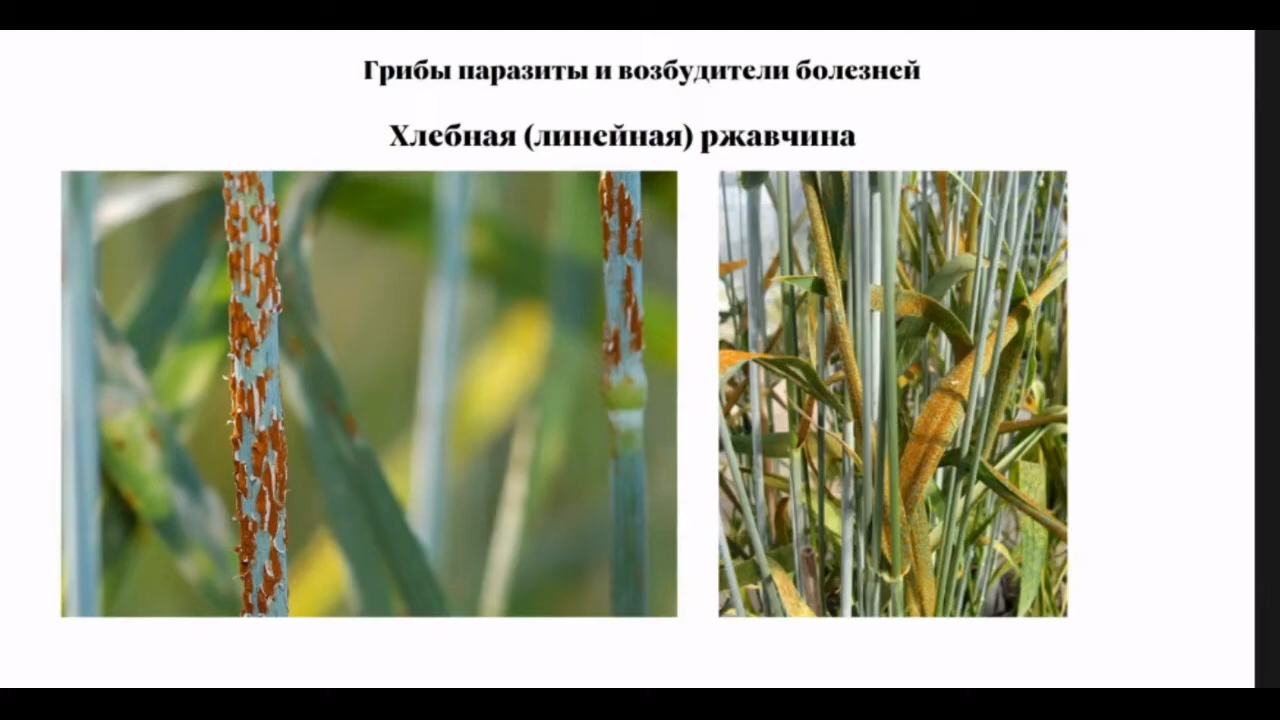 Грибы паразиты и возбудители болезней
Хлебная (линейная) ржавчина